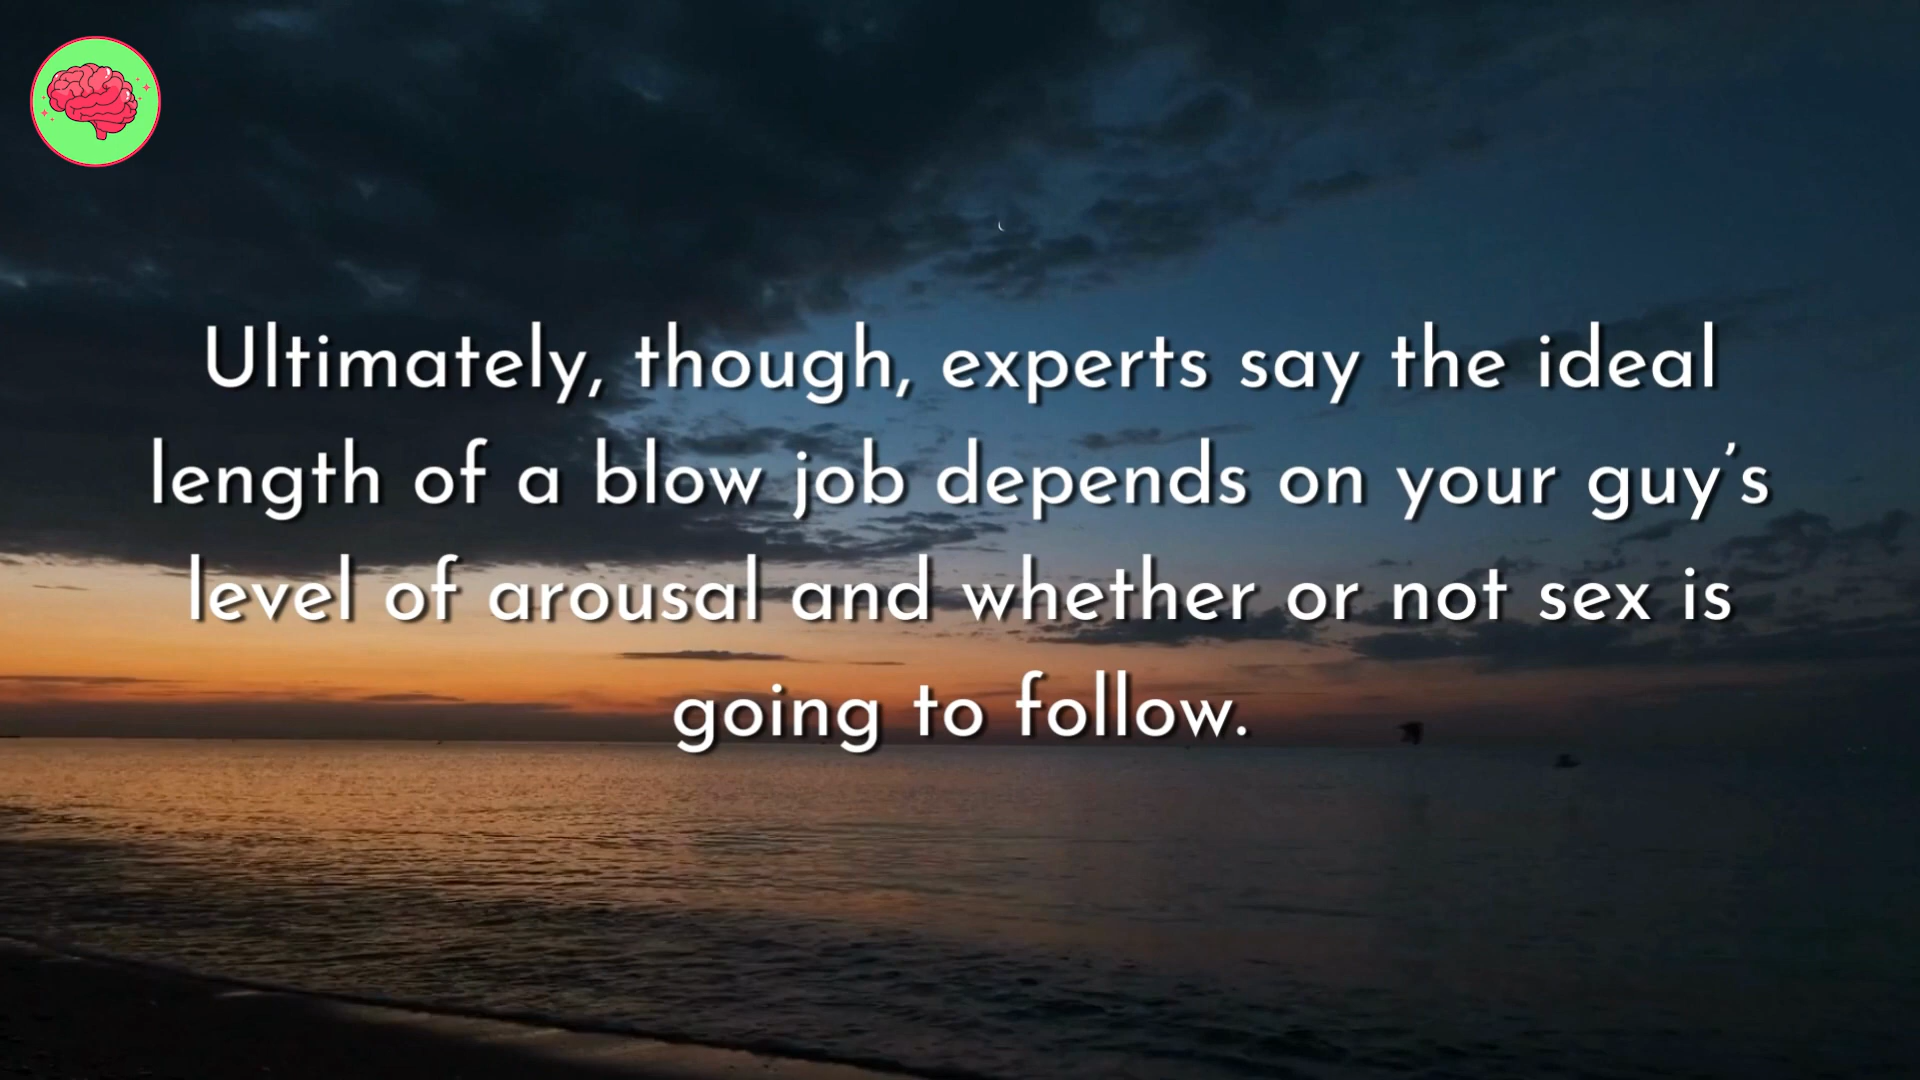 Ultimately, though, experts say the ideal
length of a blow job depends on your guy’s
level of arousal and whether or not sex is
going to follow.